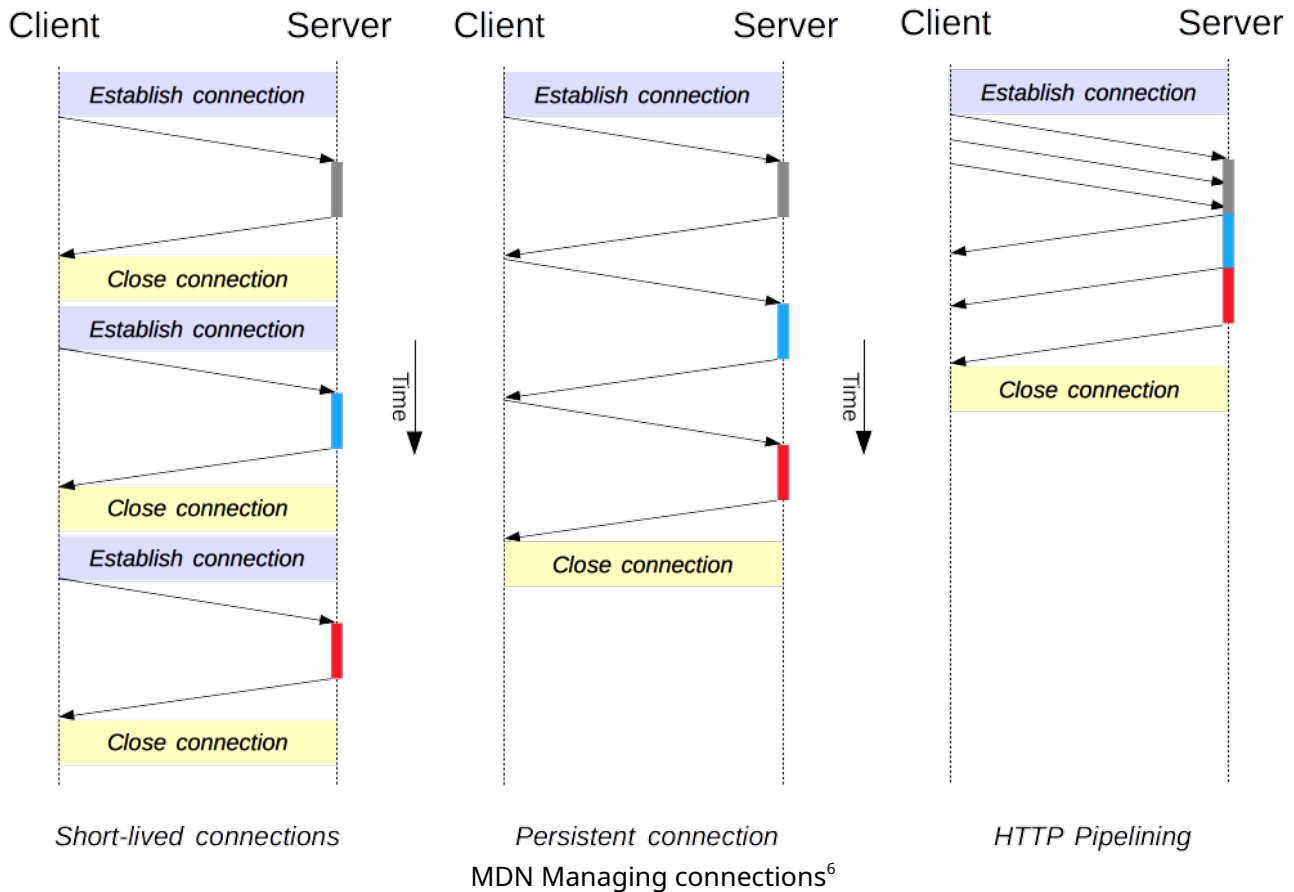 Client Server Client Server Client Server
Establish connection
Close connection
Establish connection
Close connection
Establish connection
Close connection
Short-lived connections
Time
Establish connection
Close connection
Persistent connection
Time
Establish connection
Close connection
HTTP Pipelining
MDN Managing connections⁶